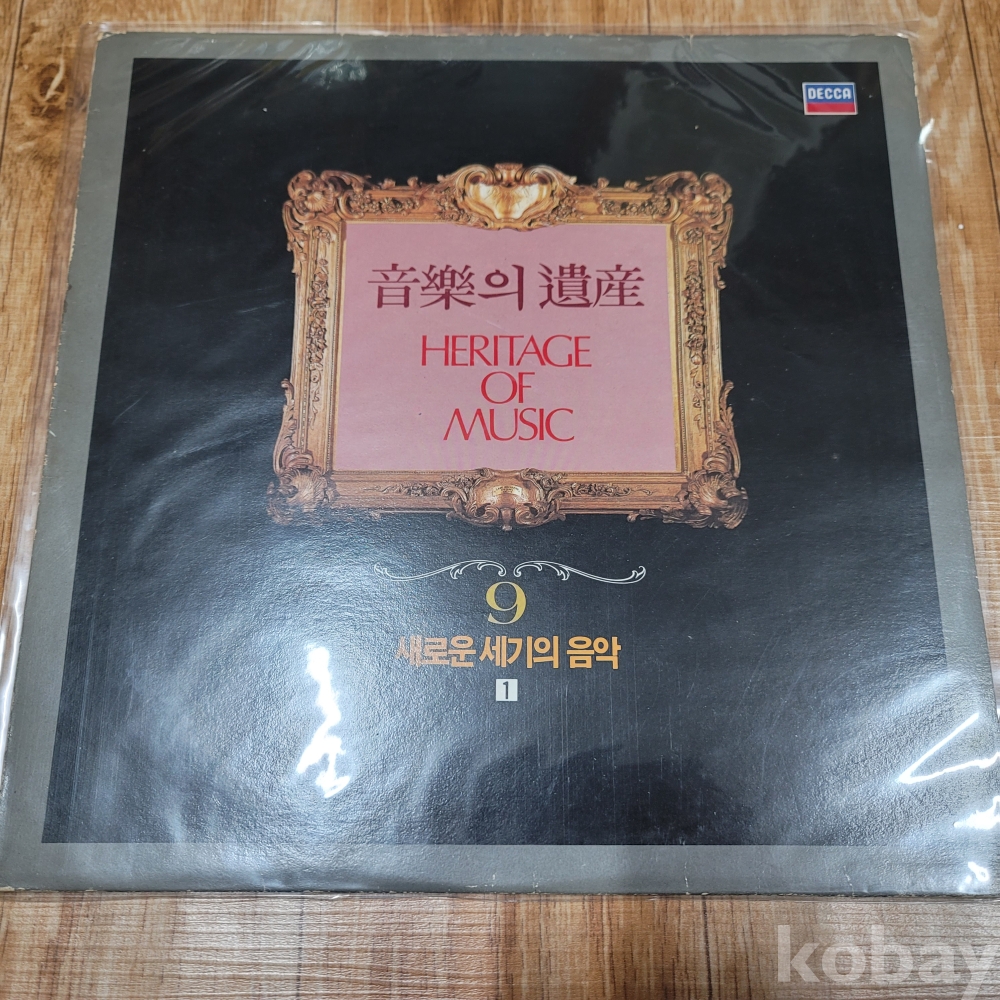 DECCA
音樂의 遺産
HERITAGE
OF
MUSIC
9
새로운 세기의 음악
1
kobay